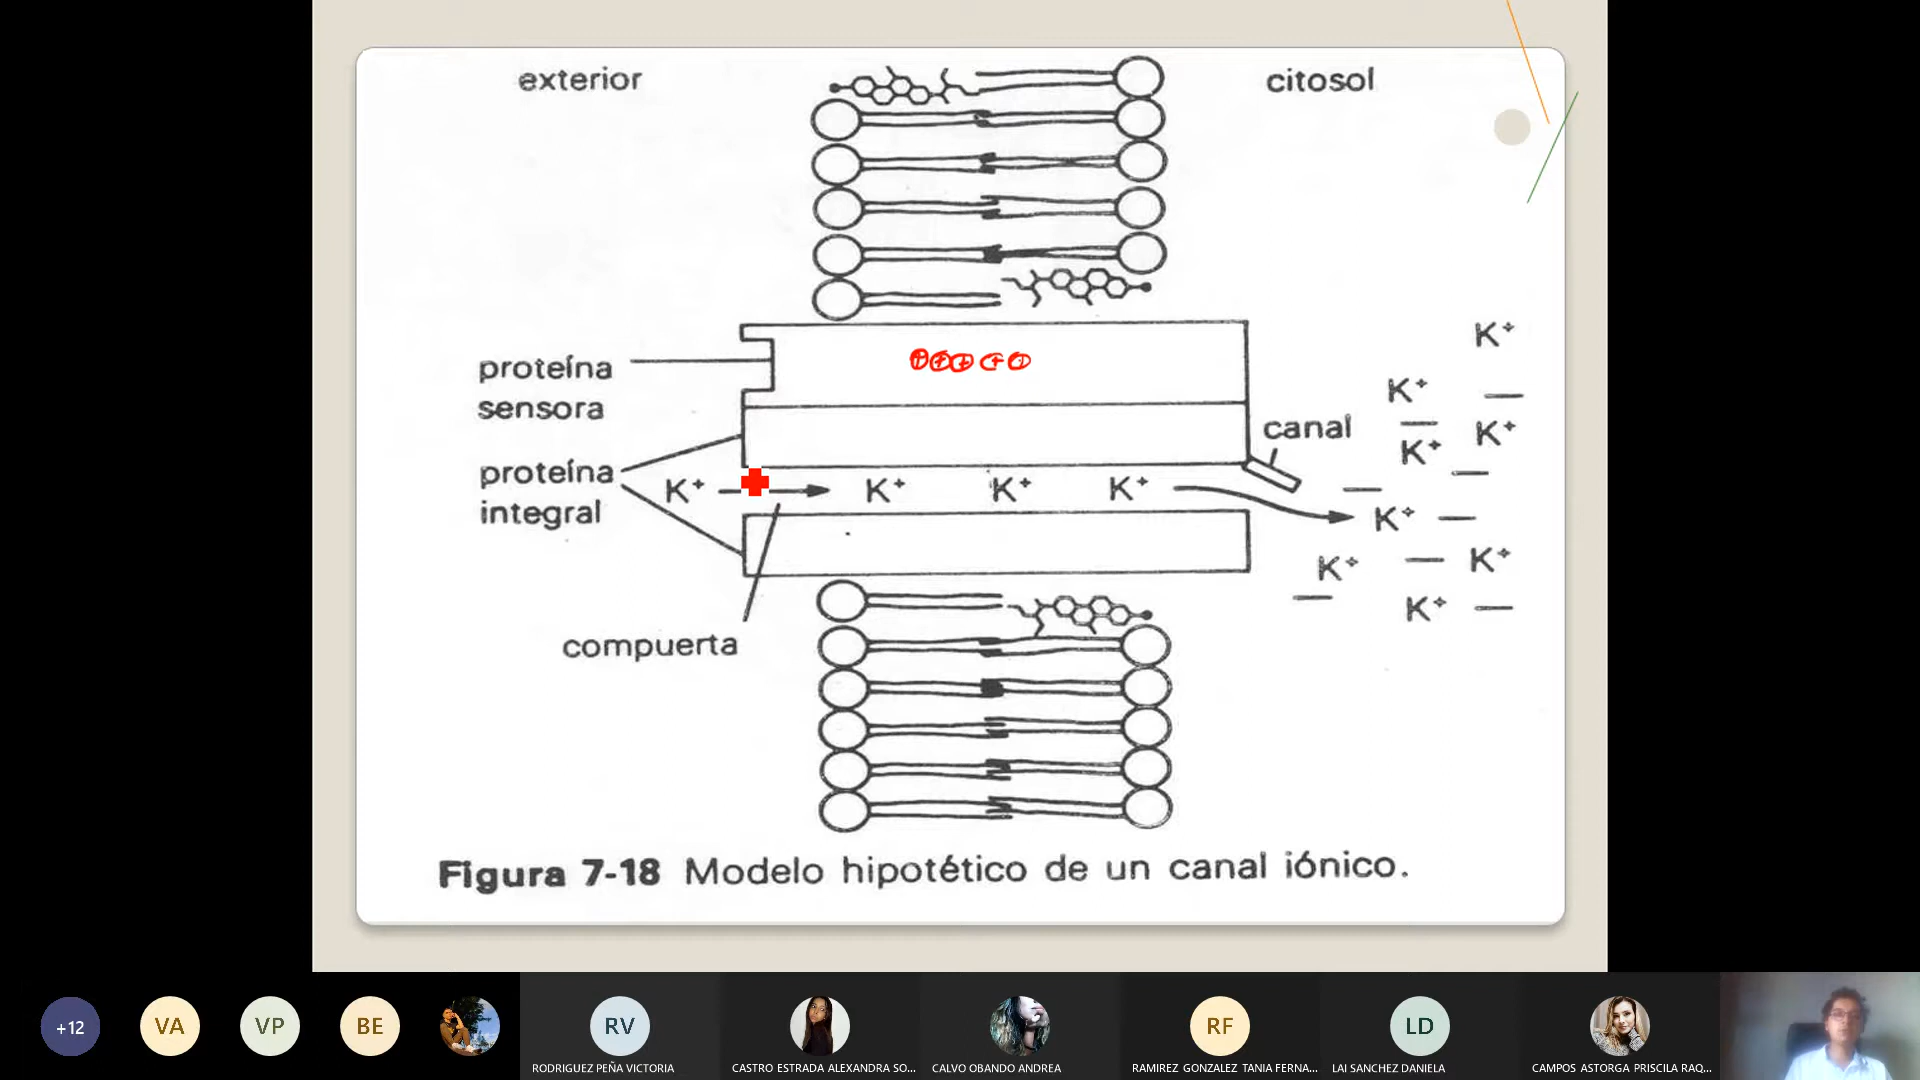 exterior
citosol
proteína
sensora
proteína
integral
canal
compuerta
K⁺ K⁺ K⁺ K⁺
K⁺
K⁺ —
— K⁺
K⁺ —
—
K⁺ —
K⁺ — K⁺
—
K⁺ —
Figura 7-18 Modelo hipotético de un canal iónico.
+12
VA
VP
BE
RV
RF
LD
RODRIGUEZ PEÑA VICTORIA
CASTRO ESTRADA ALEXANDRA SO...
CALVO OBANDO ANDREA
RAMIREZ GONZALEZ TANIA FERNA...
LAI SANCHEZ DANIELA
CAMPOS ASTORGA PRISCILA RAQ...